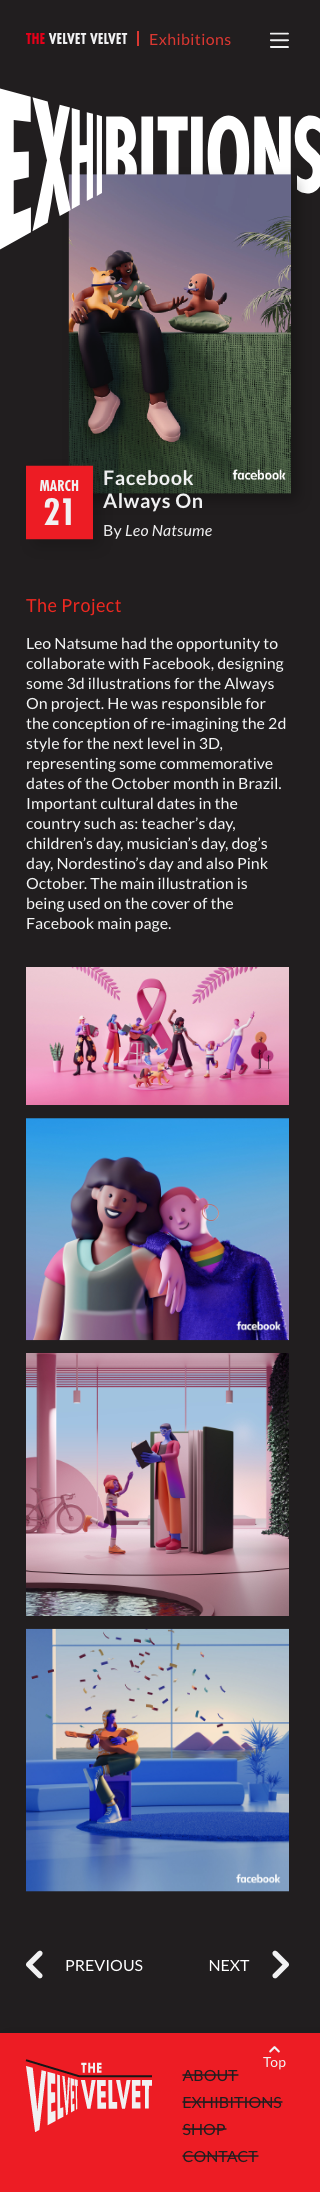 THE VELVET VELVET | Exhibitions
EXHIBITIONS
facebook
MARCH
21
Facebook
Always On
By Leo Natsume
The Project
Leo Natsume had the opportunity to
collaborate with Facebook, designing
some 3d illustrations for the Always
On project. He was responsible for
the conception of re-imagining the 2d
style for the next level in 3D,
representing some commemorative
dates of the October month in Brazil.
Important cultural dates in the
country such as: teacher's day,
children's day, musician's day, dog's
day, Nordestino's day and also Pink
October. The main illustration is
being used on the cover of the
Facebook main page.
facebook
facebook
PREVIOUS
NEXT
Top
THE
VELVET VELVET
ABOUT
EXHIBITIONS
SHOP
CONTACT